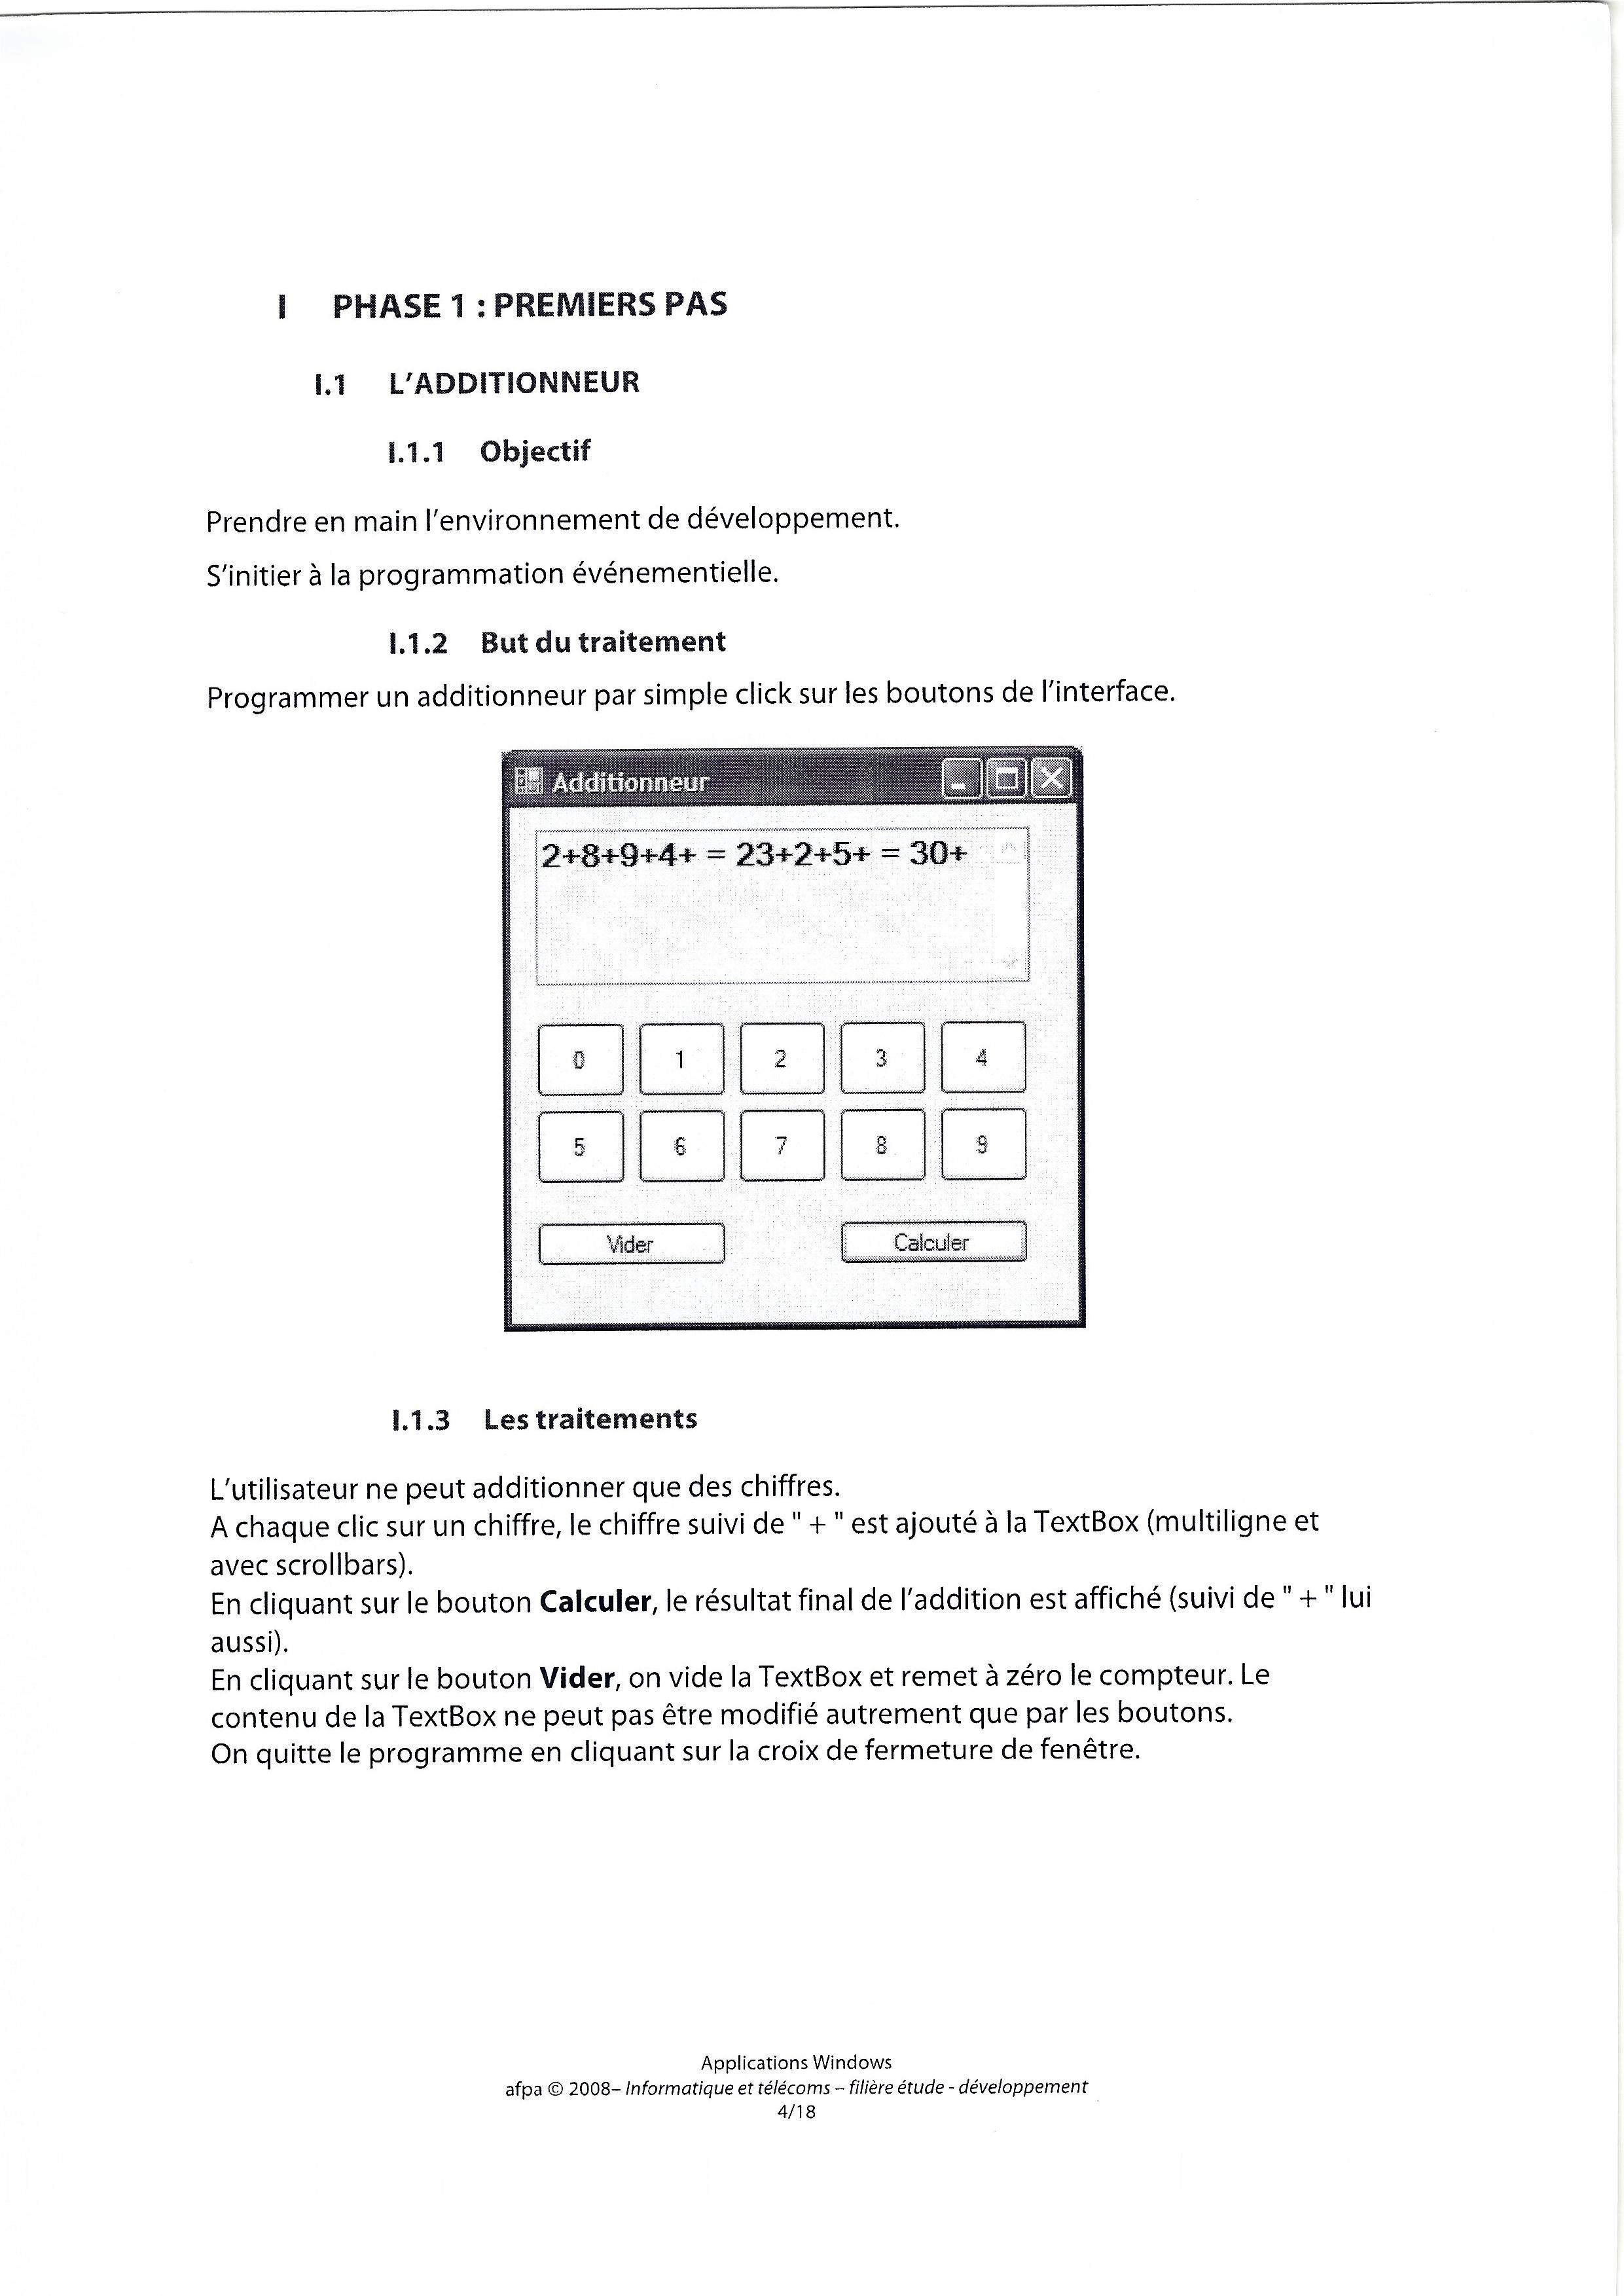 I PHASE 1 : PREMIERS PAS
I.1 L'ADDITIONNEUR
I.1.1 Objectif
Prendre en main l'environnement de développement.
S'initier à la programmation événementielle.
I.1.2 But du traitement
Programmer un additionneur par simple click sur les boutons de l'interface.
Additionneur
2+8+9+4+ = 23+2+5+ = 30+
0 1 2 3 4
5 6 7 8 9
Vider Calculer
I.1.3 Les traitements
L'utilisateur ne peut additionner que des chiffres.
A chaque clic sur un chiffre, le chiffre suivi de " + " est ajouté à la TextBox (multiligne et
avec scrollbars).
En cliquant sur le bouton Calculer, le résultat final de l'addition est affiché (suivi de " + " lui
aussi).
En cliquant sur le bouton Vider, on vide la TextBox et remet à zéro le compteur. Le
contenu de la TextBox ne peut pas être modifié autrement que par les boutons.
On quitte le programme en cliquant sur la croix de fermeture de fenêtre.
Applications Windows
afpa © 2008– Informatique et télécoms – filière étude - développement
4/18